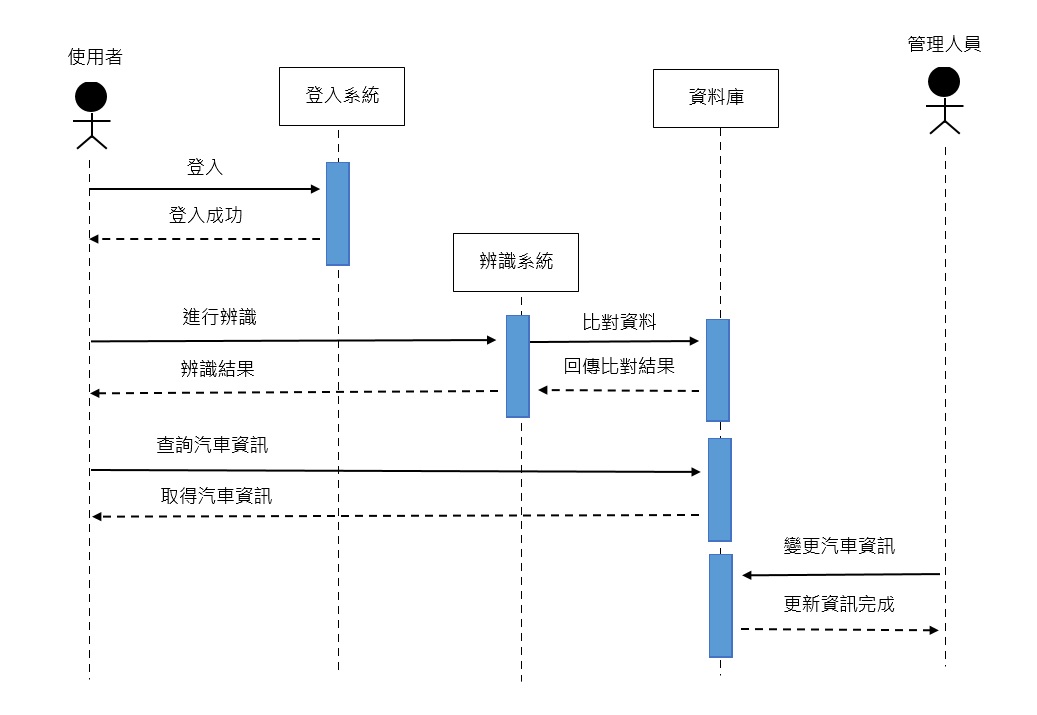 使用者
管理人員
登入系統
資料庫
登入
登入成功
辨識系統
進行辨識
比對資料
辨識結果
回傳比對結果
查詢汽車資訊
取得汽車資訊
變更汽車資訊
更新資訊完成